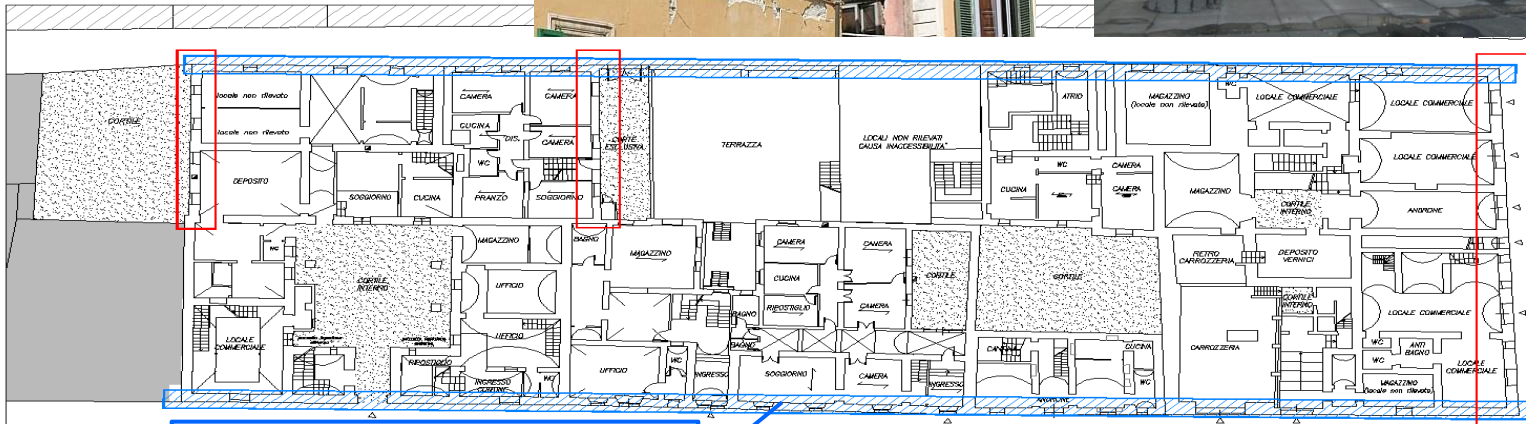 locale non rilevato
CAMERA
CAMERA
ATRIO
MAGAZZINO
(locale non rilevato)
WC
LOCALE COMMERCIALE
LOCALE COMMERCIALE
CORTILE
locale non rilevato
CUCINA
DIS.
CAMERA
CORTE
ESCLUSIVA
TERRAZZA
LOCALI NON RILEVATI
CAUSA INACCESSIBILITA'
LOCALE COMMERCIALE
WC
WC
CAMERA
DEPOSITO
SOGGIORNO
CUCINA
PRANZO
SOGGIORNO
CUCINA
CAMERA
MAGAZZINO
CORTILE
INTERNO
ANDRONE
WC
MAGAZZINO
BAGNO
MAGAZZINO
CAMERA
CAMERA
RETRO
CARROZZERIA
DEPOSITO
VERNICI
CORTILE
INTERNO
UFFICIO
CUCINA
CORTILE
CORTILE
RIPOSTIGLIO
CAMERA
CORTILE
INTERNO
BAGNO
LOCALE COMMERCIALE
UFFICIO
LOCALE
COMMERCIALE
BAGNO
CARROZZERIA
WC
ANTI
BAGNO
CUCINA
RIPOSTIGLIO
WC
WC
LOCALE
COMMERCIALE
INGRESSO
COMUNE
WC
UFFICIO
INGRESSO
SOGGIORNO
CAMERA
INGRESSO
WC
MAGAZZINO
(locale non rilevato)
ANDRONE